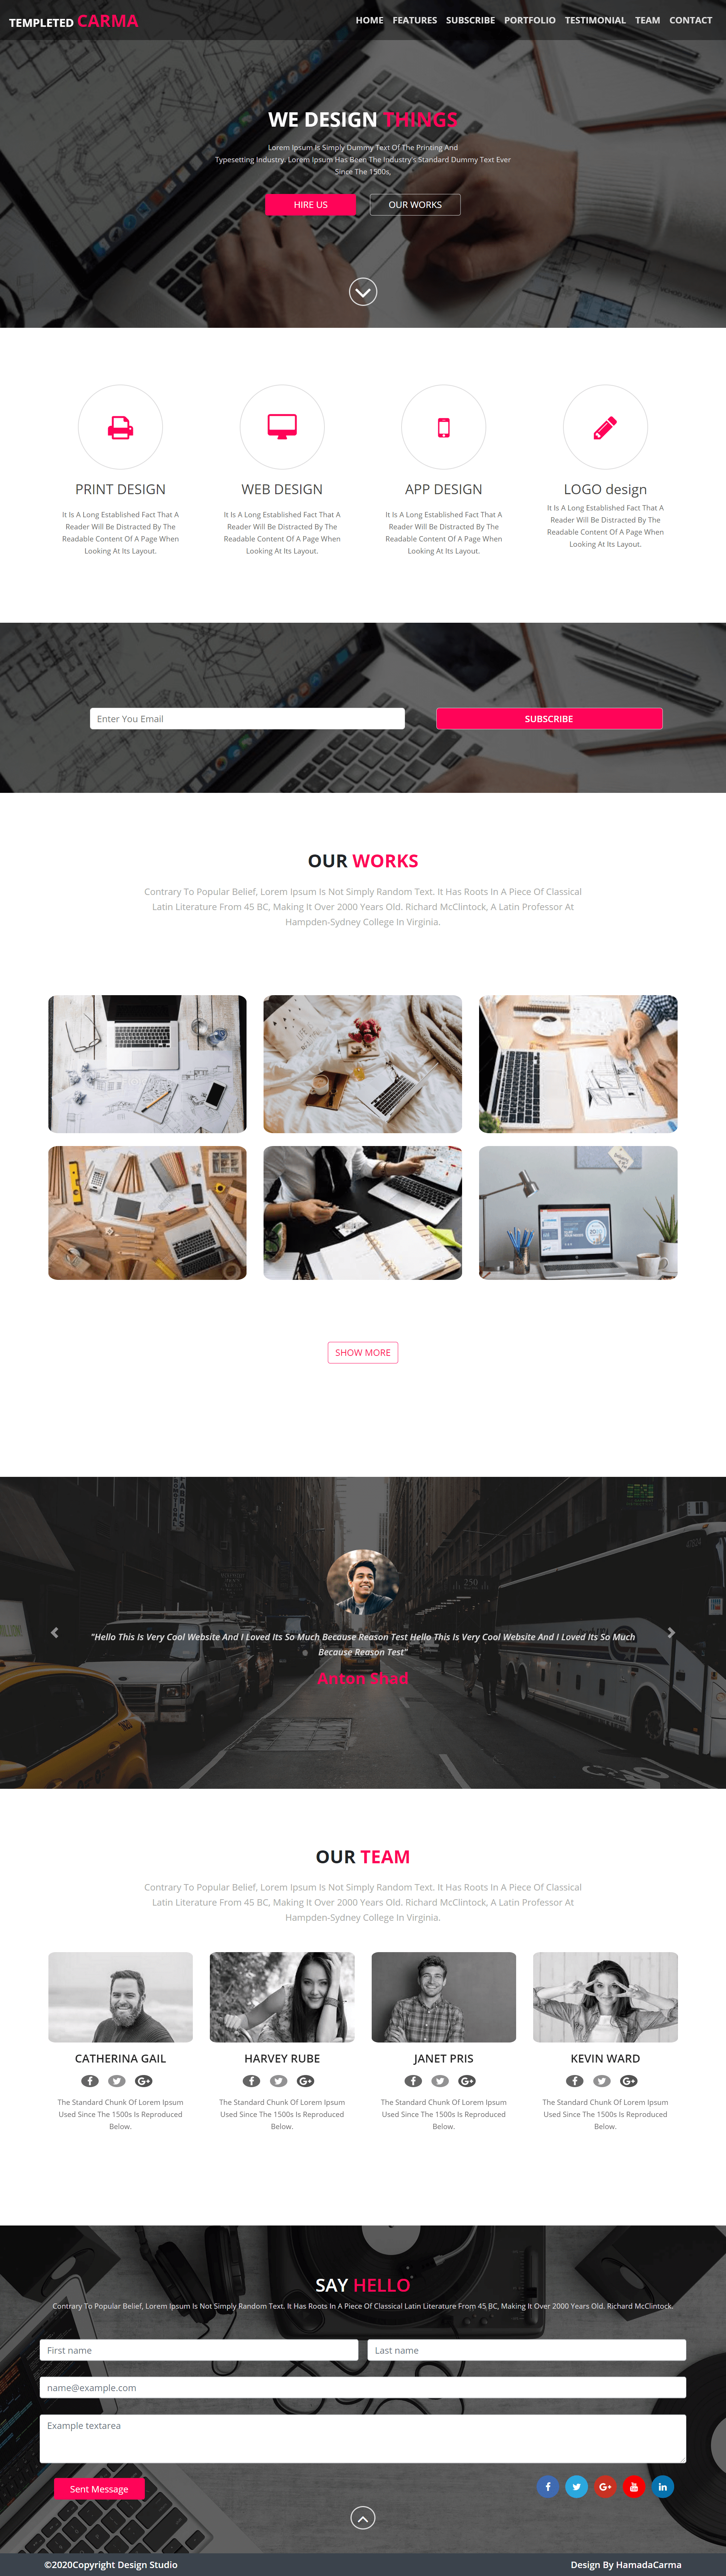 TEMPLETED CARMA
HOME FEATURES SUBSCRIBE PORTFOLIO TESTIMONIAL TEAM CONTACT
WE DESIGN THINGS
Lorem Ipsum Is Simply Dummy Text Of The Printing And
Typesetting Industry. Lorem Ipsum Has Been The Industry's Standard Dummy Text Ever
Since The 1500s,
HIRE US
OUR WORKS
PRINT DESIGN
It Is A Long Established Fact That A
Reader Will Be Distracted By The
Readable Content Of A Page When
Looking At Its Layout.
WEB DESIGN
It Is A Long Established Fact That A
Reader Will Be Distracted By The
Readable Content Of A Page When
Looking At Its Layout.
APP DESIGN
It Is A Long Established Fact That A
Reader Will Be Distracted By The
Readable Content Of A Page When
Looking At Its Layout.
LOGO design
It Is A Long Established Fact That A
Reader Will Be Distracted By The
Readable Content Of A Page When
Looking At Its Layout.
Enter You Email
SUBSCRIBE
OUR WORKS
Contrary To Popular Belief, Lorem Ipsum Is Not Simply Random Text. It Has Roots In A Piece Of Classical
Latin Literature From 45 BC, Making It Over 2000 Years Old. Richard McClintock, A Latin Professor At
Hampden-Sydney College In Virginia.
SHOW MORE
250
"Hello This Is Very Cool Website And I Loved Its So Much Because Reason Test Hello This Is Very Cool Website And I Loved Its So Much
Because Reason Test"
Anton Shad
OUR TEAM
Contrary To Popular Belief, Lorem Ipsum Is Not Simply Random Text. It Has Roots In A Piece Of Classical
Latin Literature From 45 BC, Making It Over 2000 Years Old. Richard McClintock, A Latin Professor At
Hampden-Sydney College In Virginia.
CATHERINA GAIL
The Standard Chunk Of Lorem Ipsum
Used Since The 1500s Is Reproduced
Below.
HARVEY RUBE
The Standard Chunk Of Lorem Ipsum
Used Since The 1500s Is Reproduced
Below.
JANET PRIS
The Standard Chunk Of Lorem Ipsum
Used Since The 1500s Is Reproduced
Below.
KEVIN WARD
The Standard Chunk Of Lorem Ipsum
Used Since The 1500s Is Reproduced
Below.
SAY HELLO
Contrary To Popular Belief, Lorem Ipsum Is Not Simply Random Text. It Has Roots In A Piece Of Classical Latin Literature From 45 BC, Making It Over 2000 Years Old. Richard McClintock.
First name
Last name
name@example.com
Example textarea
Sent Message
©2020Copyright Design Studio
Design By HamadaCarma